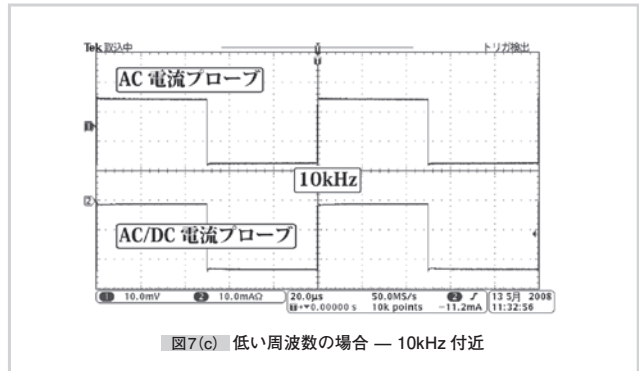 Tek 取込中 トリガ検出
AC 電流プローブ
10kHz
AC/DC 電流プローブ
1 10.0mV 2 10.0mAΩ 20.0µs 50.0MS/s 2 13 5月 2008
0.00000 s 10k points -11.2mA 11:32:56
図7(c) 低い周波数の場合 — 10kHz 付近